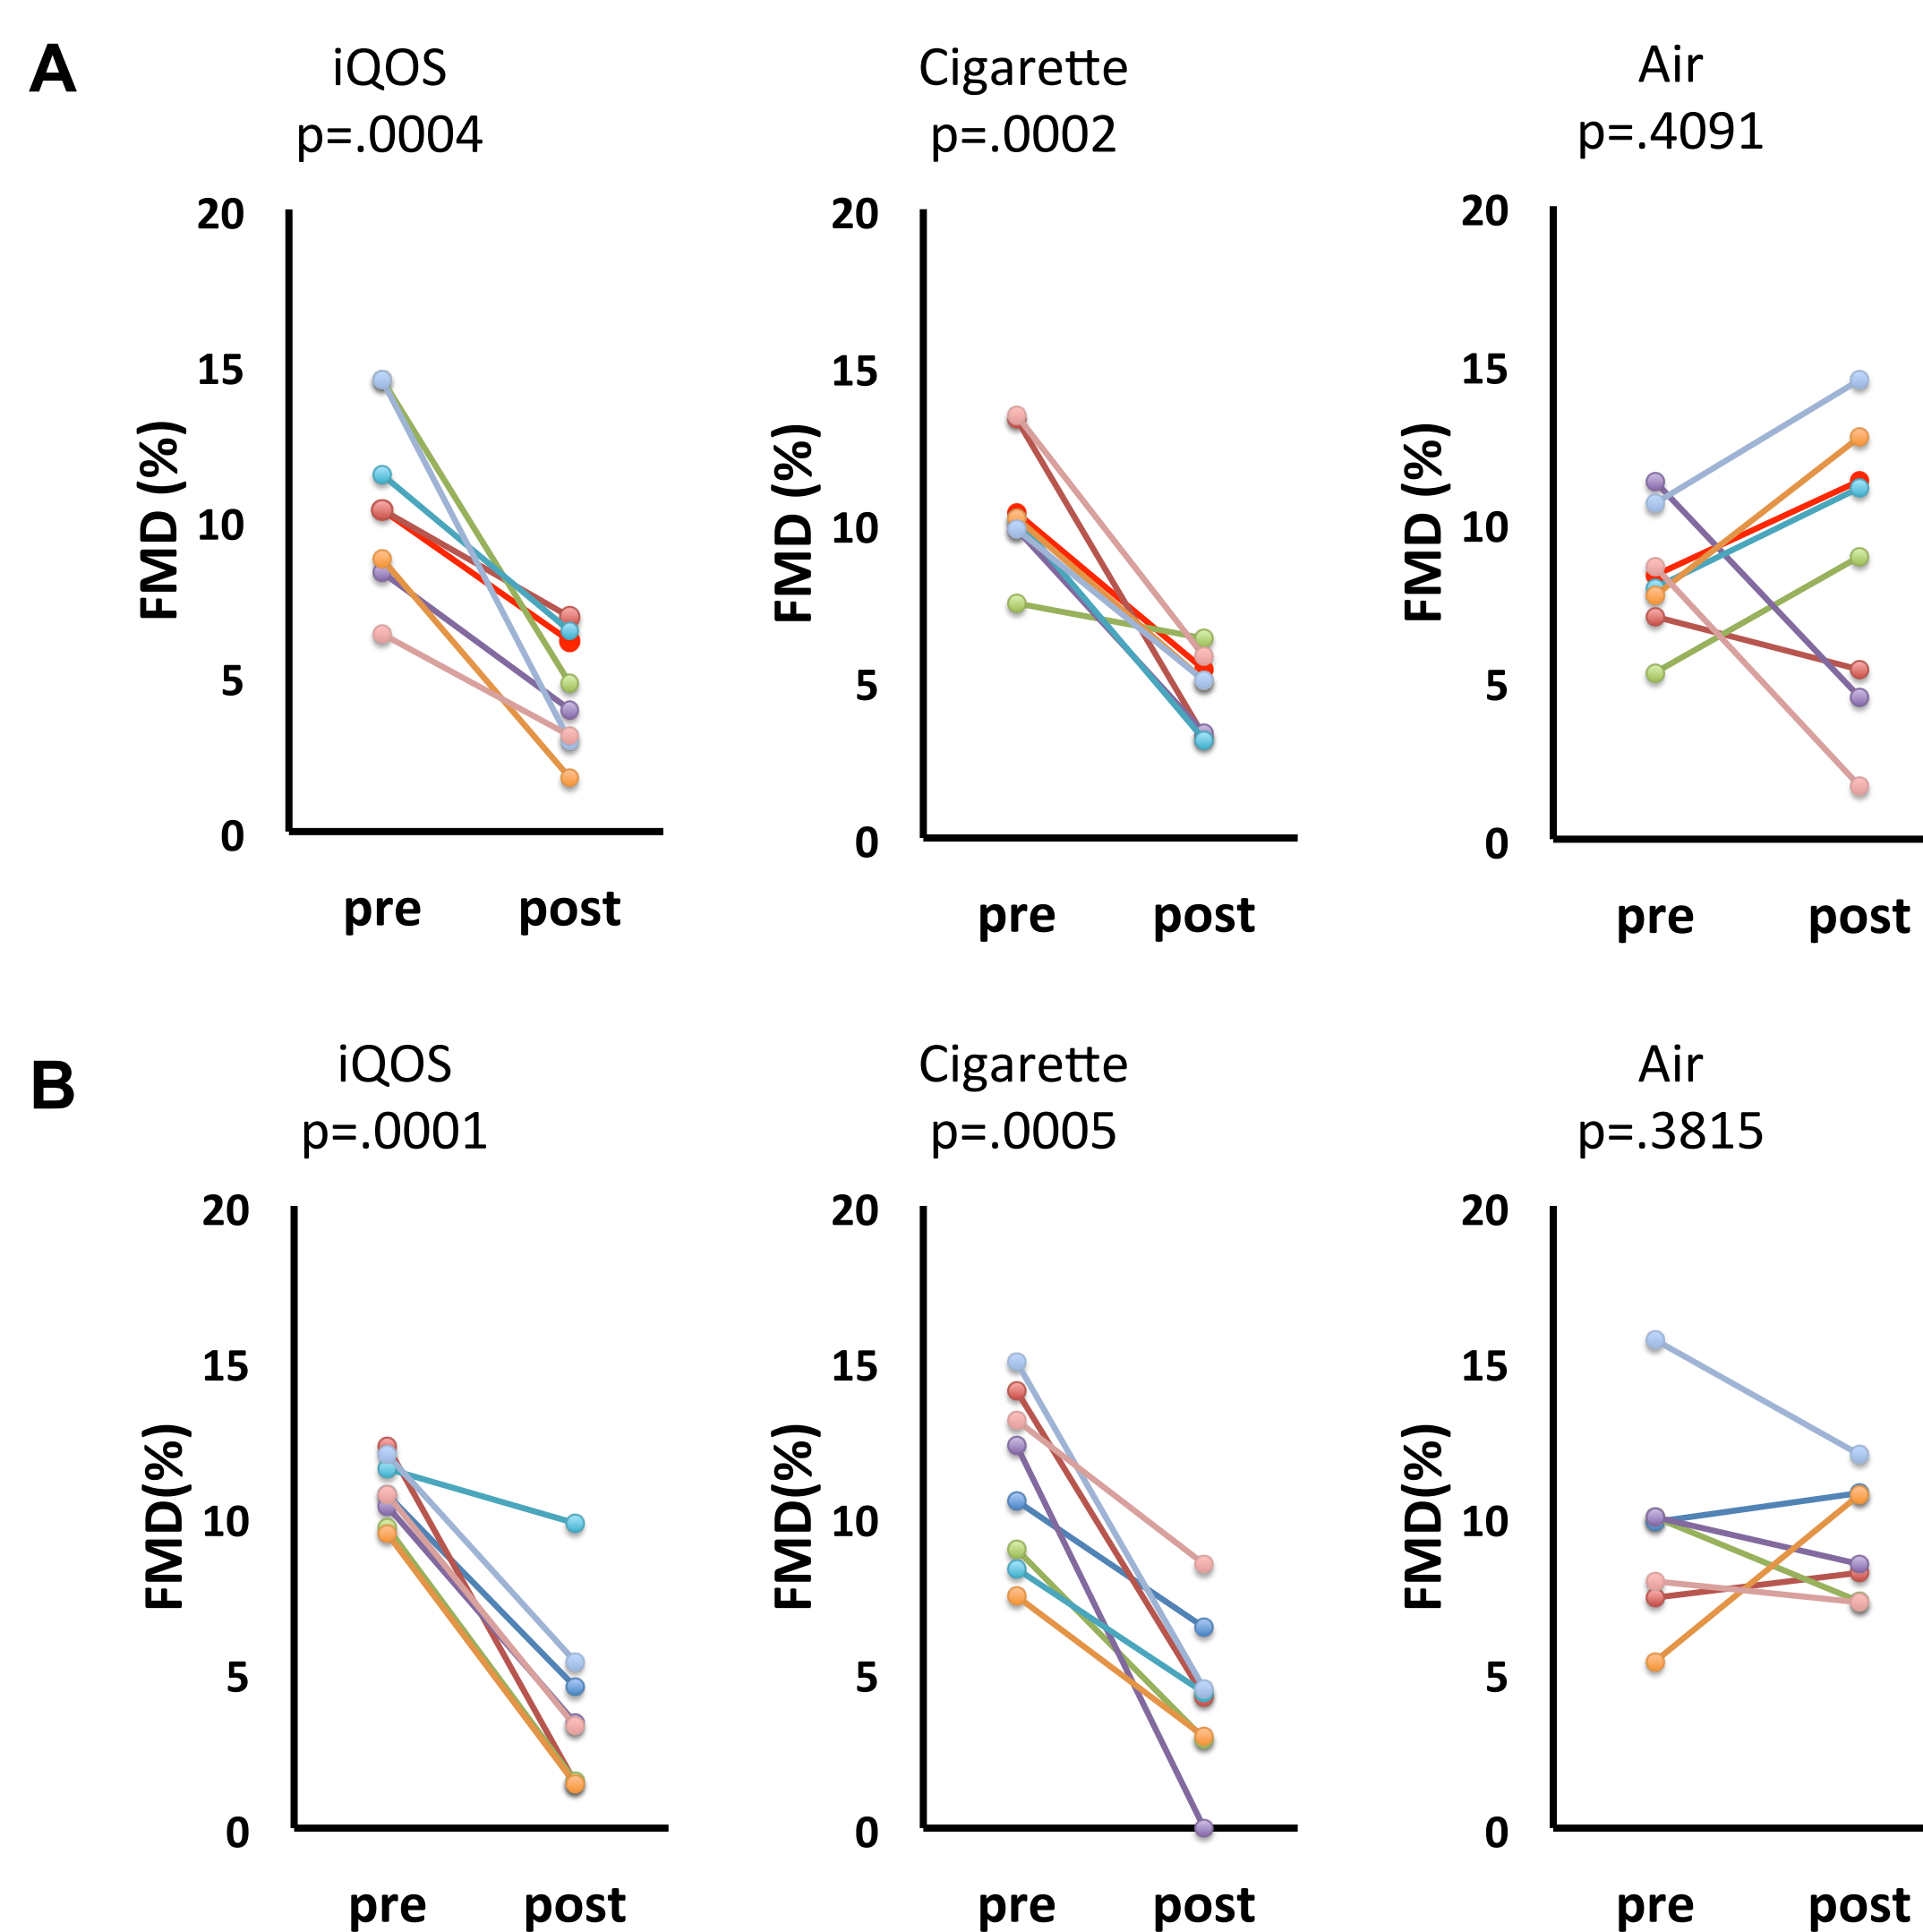 A
iQOS
p=.0004
20
15
10
5
0
FMD (%)
pre post
Cigarette
p=.0002
20
15
10
5
0
FMD (%)
pre post
Air
p=.4091
20
15
10
5
0
FMD (%)
pre post
B
iQOS
p=.0001
20
15
10
5
0
FMD(%)
pre post
Cigarette
p=.0005
20
15
10
5
0
FMD(%)
pre post
Air
p=.3815
20
15
10
5
0
FMD(%)
pre post